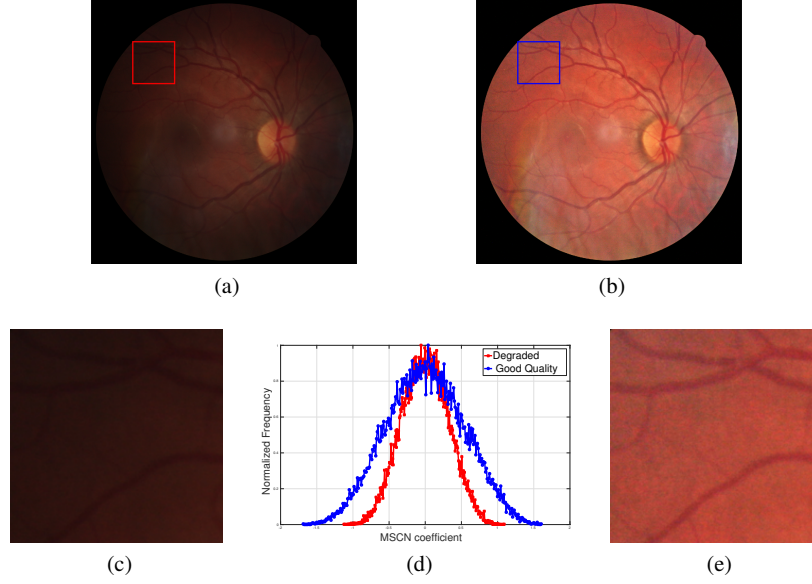 (a)
(b)
Degraded
Good Quality
Normalized Frequency
MSCN coefficient
(c)
(d)
(e)